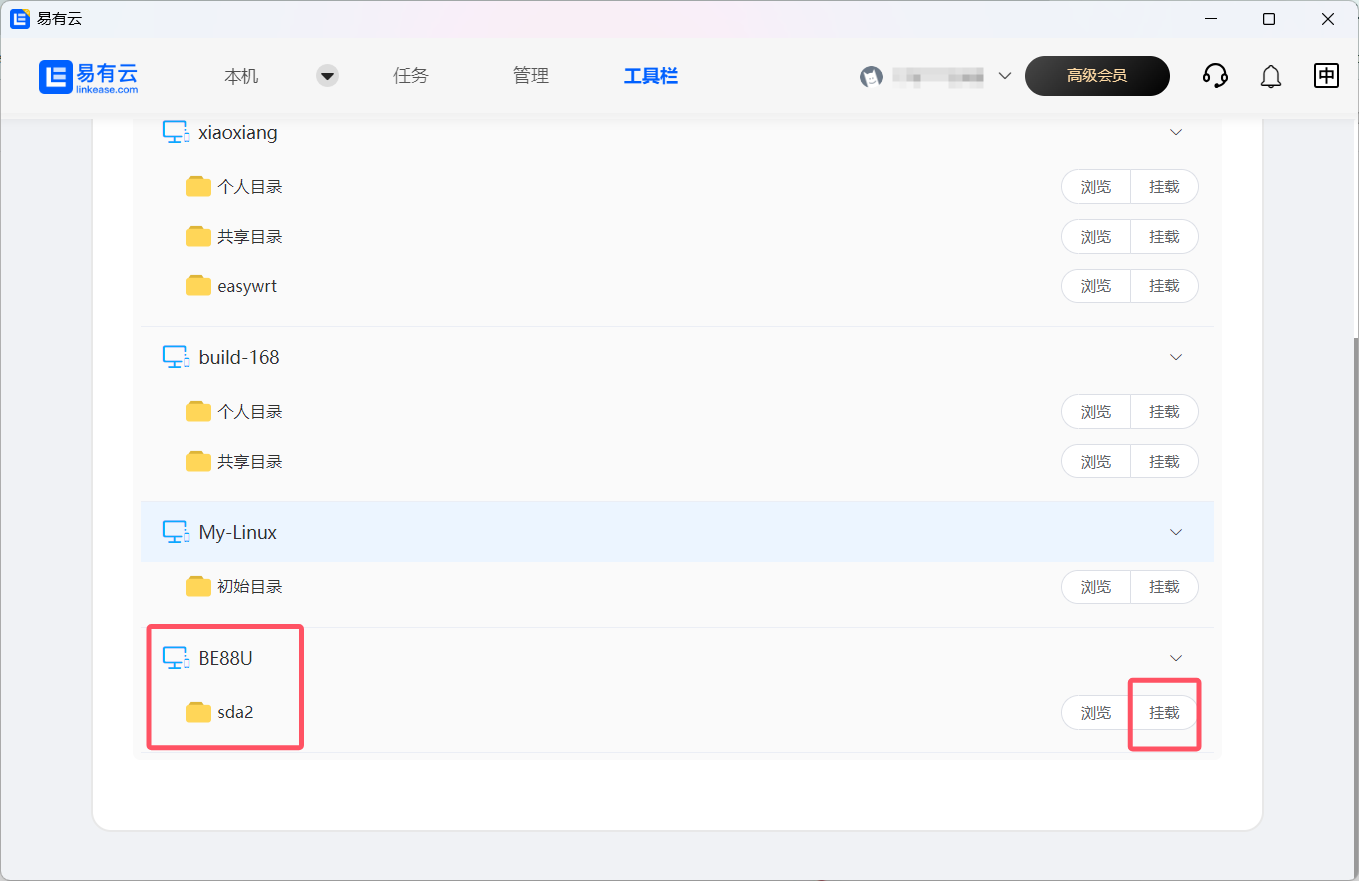 易有云
易有云
linkease.com
本机
任务
管理
工具栏
高级会员
中
xiaoxiang
个人目录
浏览
挂载
共享目录
浏览
挂载
easywrt
浏览
挂载
build-168
个人目录
浏览
挂载
共享目录
浏览
挂载
My-Linux
初始目录
浏览
挂载
BE88U
sda2
浏览
挂载